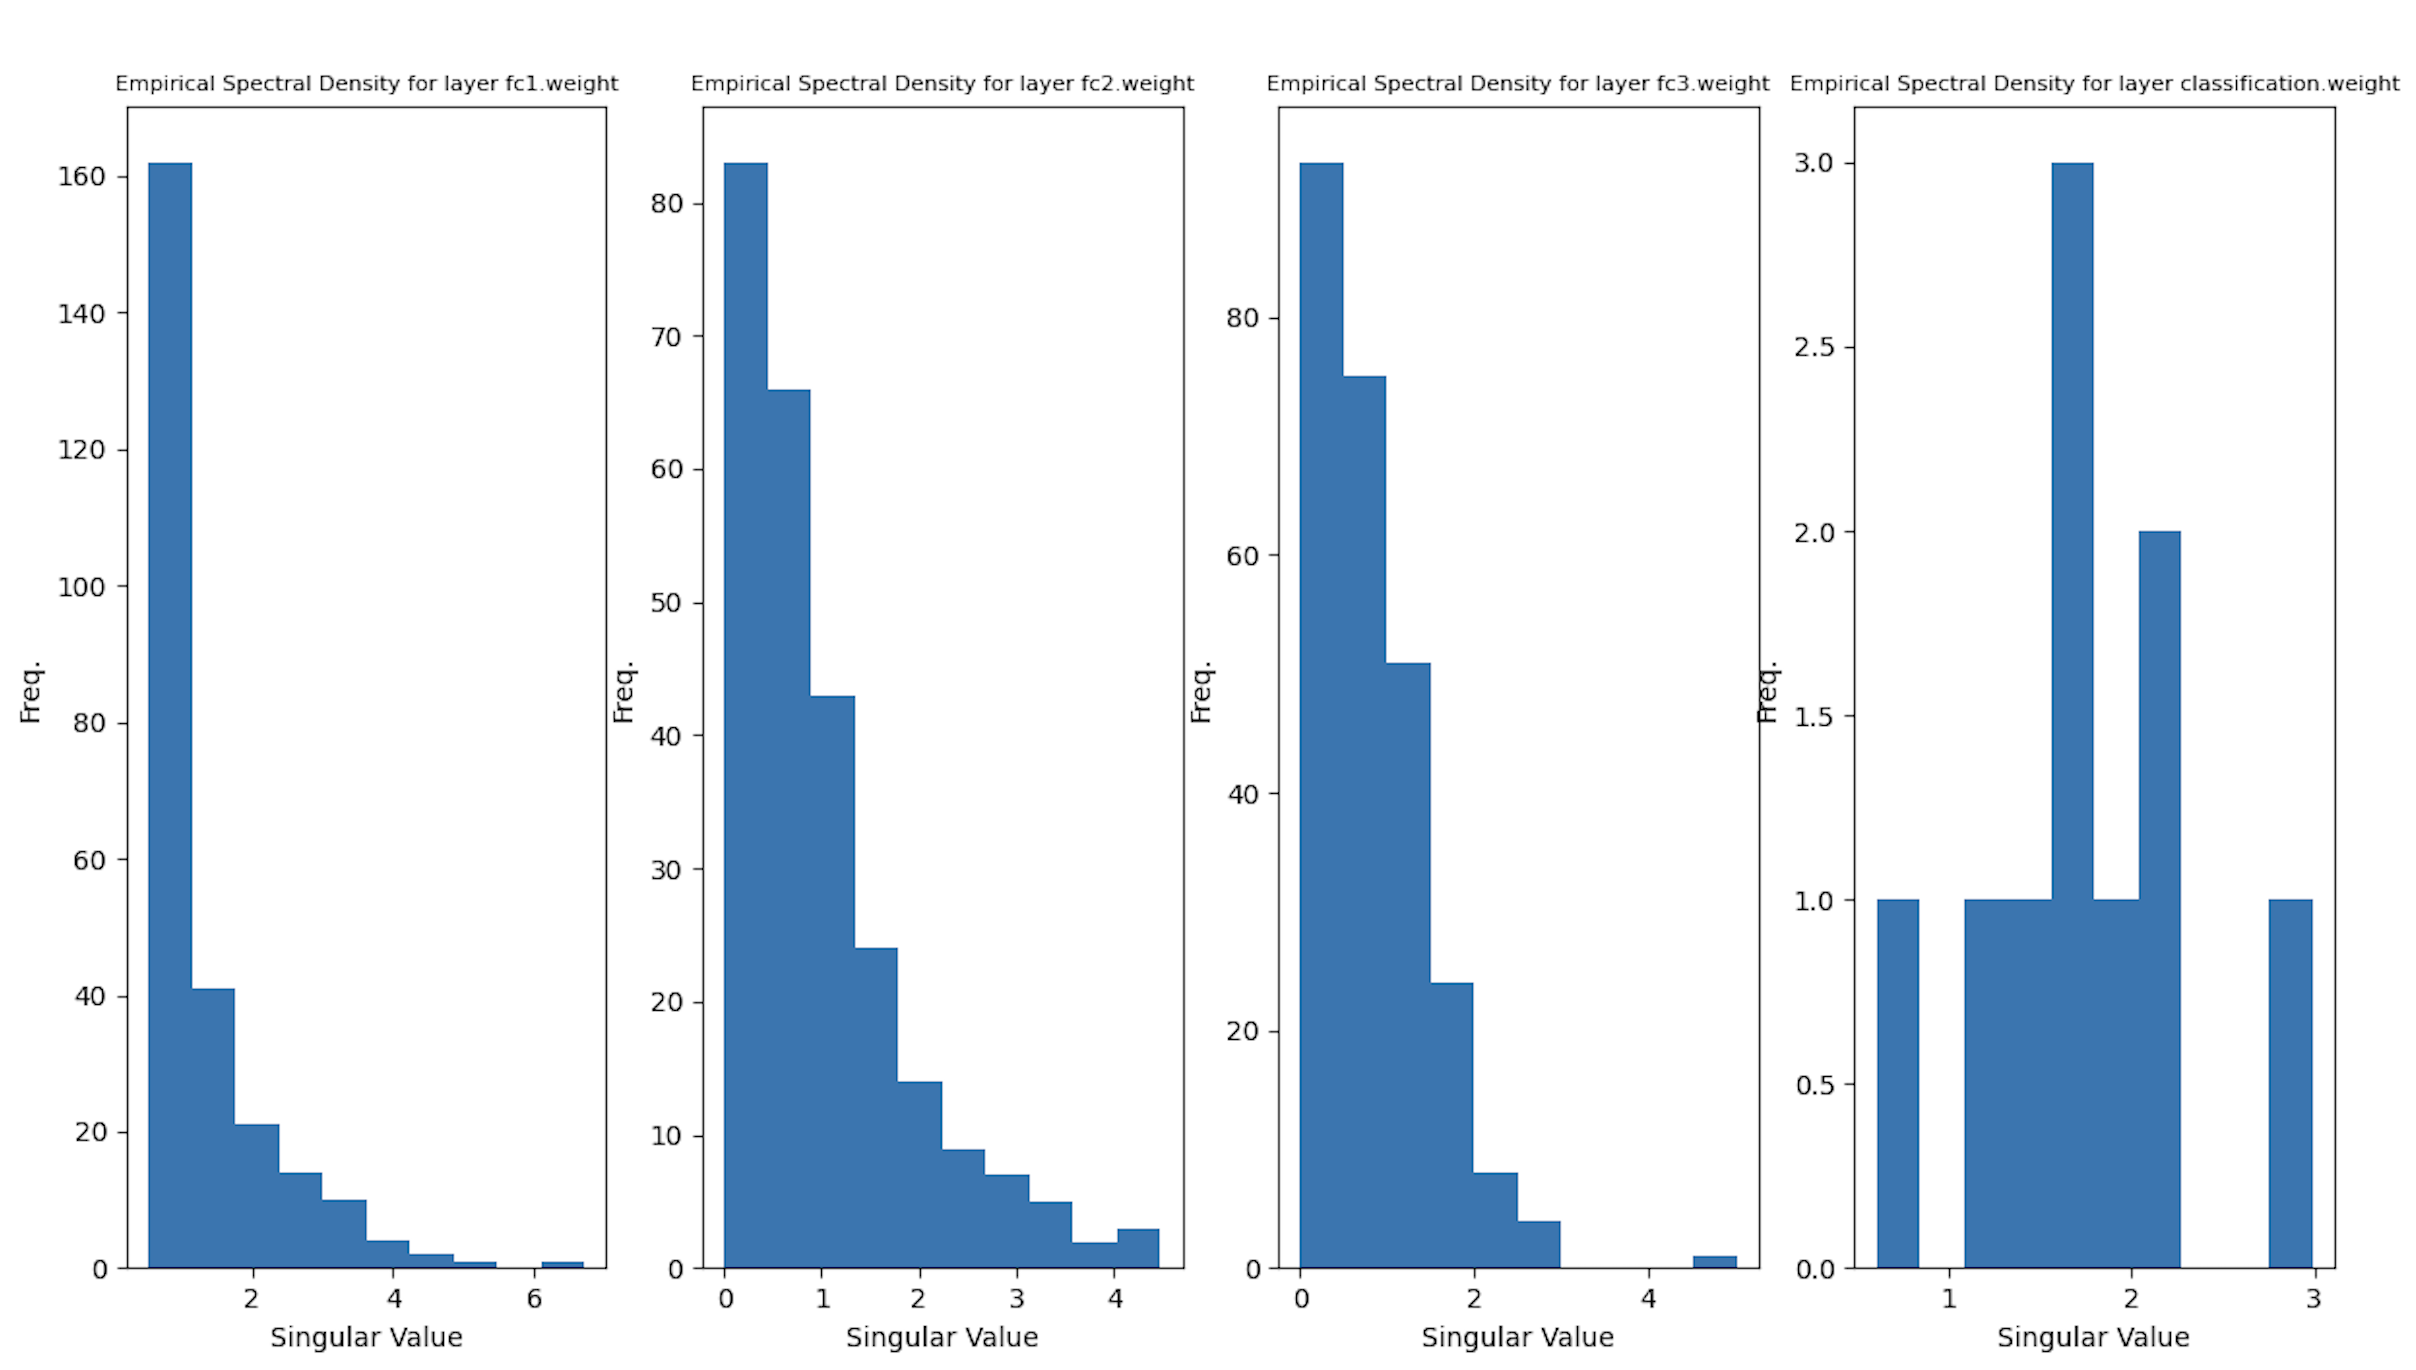 Empirical Spectral Density for layer fc1.weight
Freq.
160
140
120
100
80
60
40
20
0
2 4 6
Singular Value
Empirical Spectral Density for layer fc2.weight
Freq.
80
70
60
50
40
30
20
10
0
0 1 2 3 4
Singular Value
Empirical Spectral Density for layer fc3.weight
Freq.
80
60
40
20
0
0 2 4
Singular Value
Empirical Spectral Density for layer classification.weight
Freq.
3.0
2.5
2.0
1.5
1.0
0.5
0.0
1 2 3
Singular Value